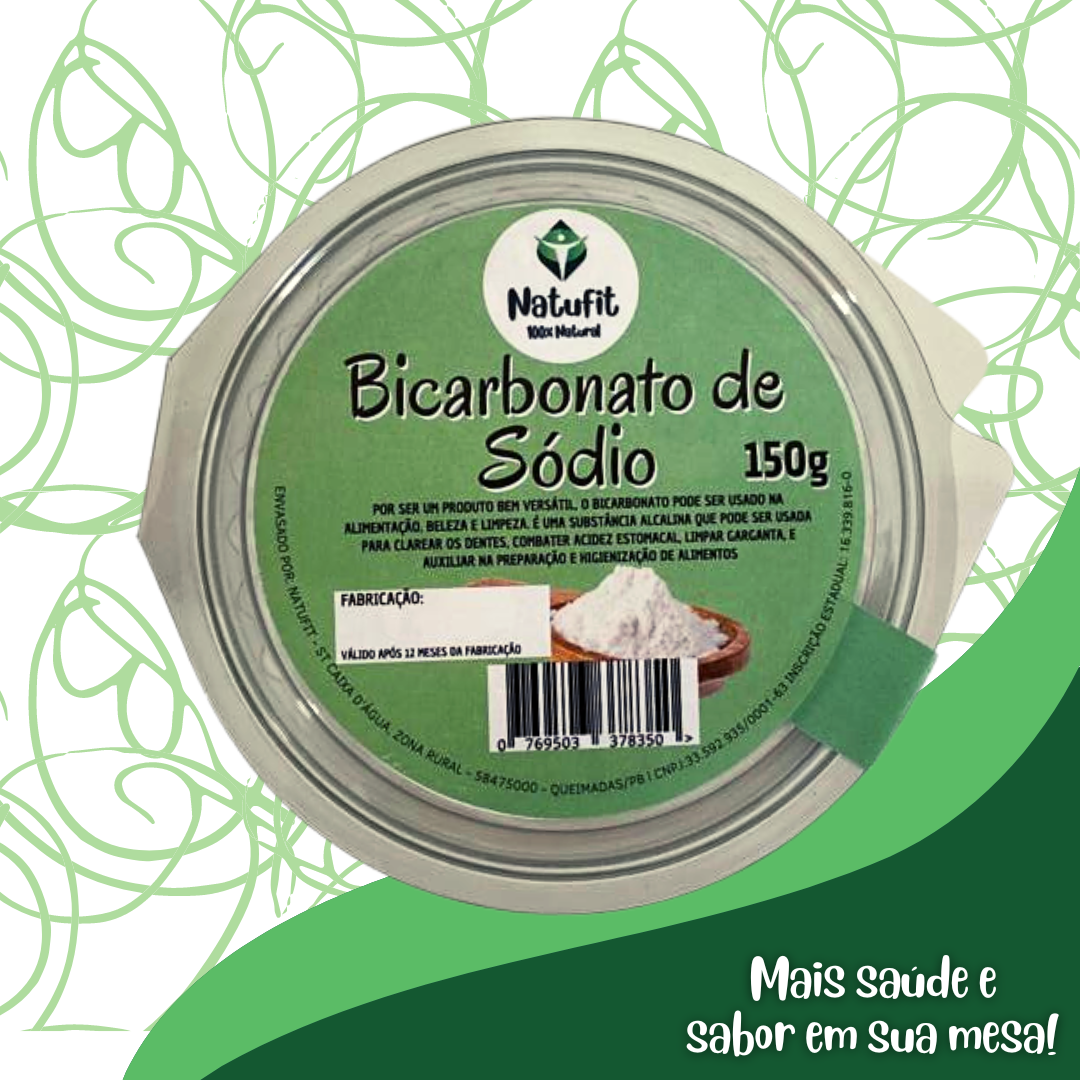 Natufit
100% Natural
Bicarbonato de
Sódio
150g
POR SER UM PRODUTO BEM VERSÁTIL, O BICARBONATO PODE SER USADO NA
ALIMENTAÇÃO, BELEZA E LIMPEZA. É UMA SUBSTÂNCIA ALCALINA QUE PODE SER USADA
PARA CLAREAR OS DENTES, COMBATER ACIDEZ ESTOMACAL, LIMPAR GARGANTA, E
AUXILIAR NA PREPARAÇÃO E HIGIENIZAÇÃO DE ALIMENTOS
FABRICAÇÃO:
VÁLIDO APÓS 12 MESES DA FABRICAÇÃO
0 769503 378350 >
ENVASADO POR: NATUFIT - ST CAIXA D'ÁGUA, ZONA RURAL - 58475000 - QUEIMADAS/PB | CNPJ:33.592.935/0001-63 INSCRIÇÃO ESTADUAL: 16.339.816-0
Mais saúde e
sabor em sua mesa!